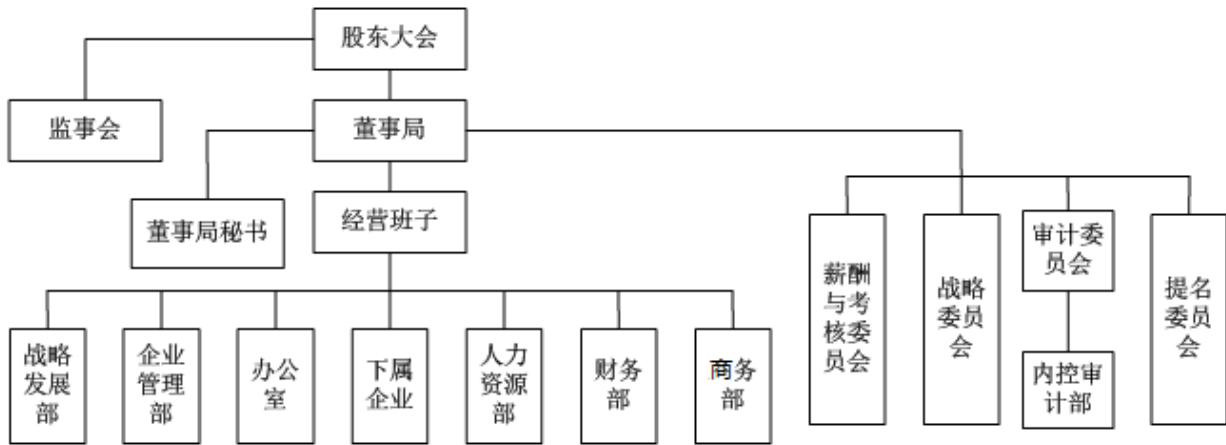 股东大会
监事会
董事局
董事局秘书
经营班子
薪酬
与考
核委
员会
战略
委员
会
审计委
员会
提名
委员
会
内控审
计部
战略
发展
部
企业
管理
部
办公
室
下属
企业
人力
资源
部
财务
部
商务
部